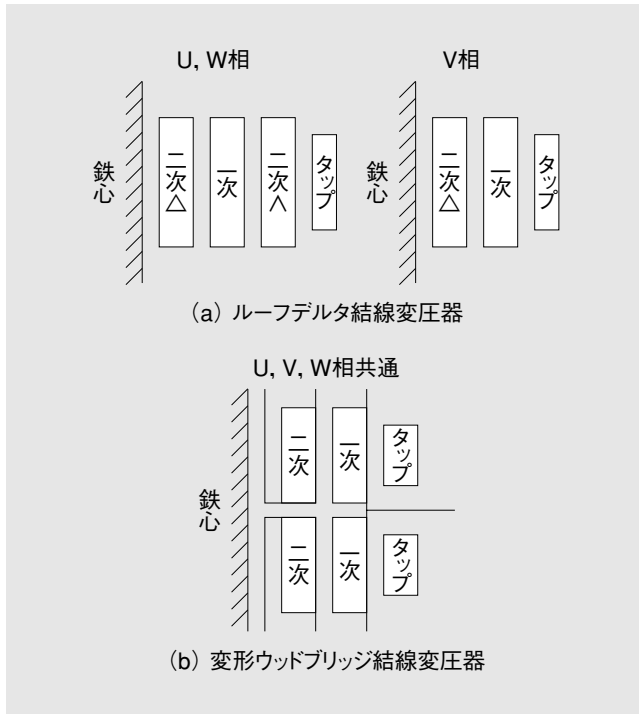 U, W相
V相
鉄心
二次△
一次
二次∧
タップ
鉄心
二次△
一次
タップ
(a) ルーフデルタ結線変圧器
U, V, W相共通
鉄心
二次
一次
タップ
二次
一次
タップ
(b) 変形ウッドブリッジ結線変圧器